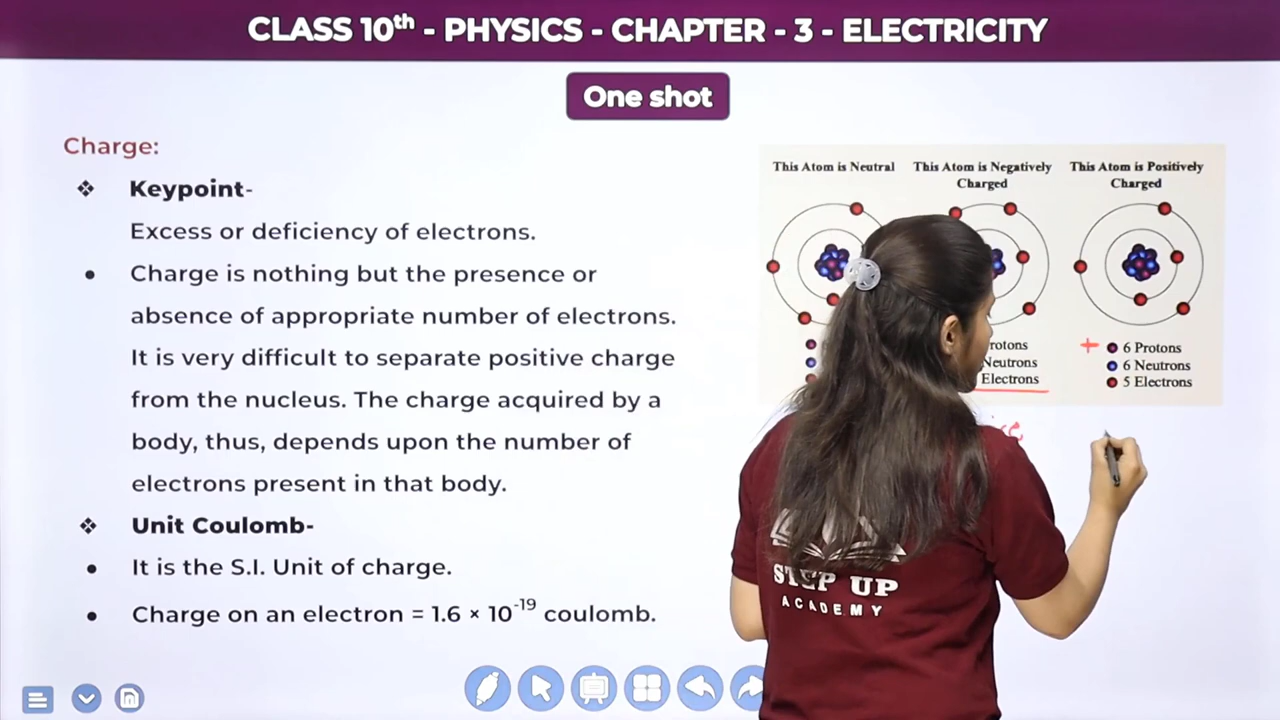 CLASS 10th - PHYSICS - CHAPTER - 3 - ELECTRICITY
One shot
Charge:
❖ Keypoint-
Excess or deficiency of electrons.
• Charge is nothing but the presence or
absence of appropriate number of electrons.
It is very difficult to separate positive charge
from the nucleus. The charge acquired by a
body, thus, depends upon the number of
electrons present in that body.
❖ Unit Coulomb-
• It is the S.I. Unit of charge.
• Charge on an electron = 1.6 × 10-19 coulomb.
This Atom is Neutral
This Atom is Negatively
Charged
This Atom is Positively
Charged
Neutrons
Electrons
+ 6 Protons
6 Neutrons
5 Electrons
STEP UP
ACADEMY